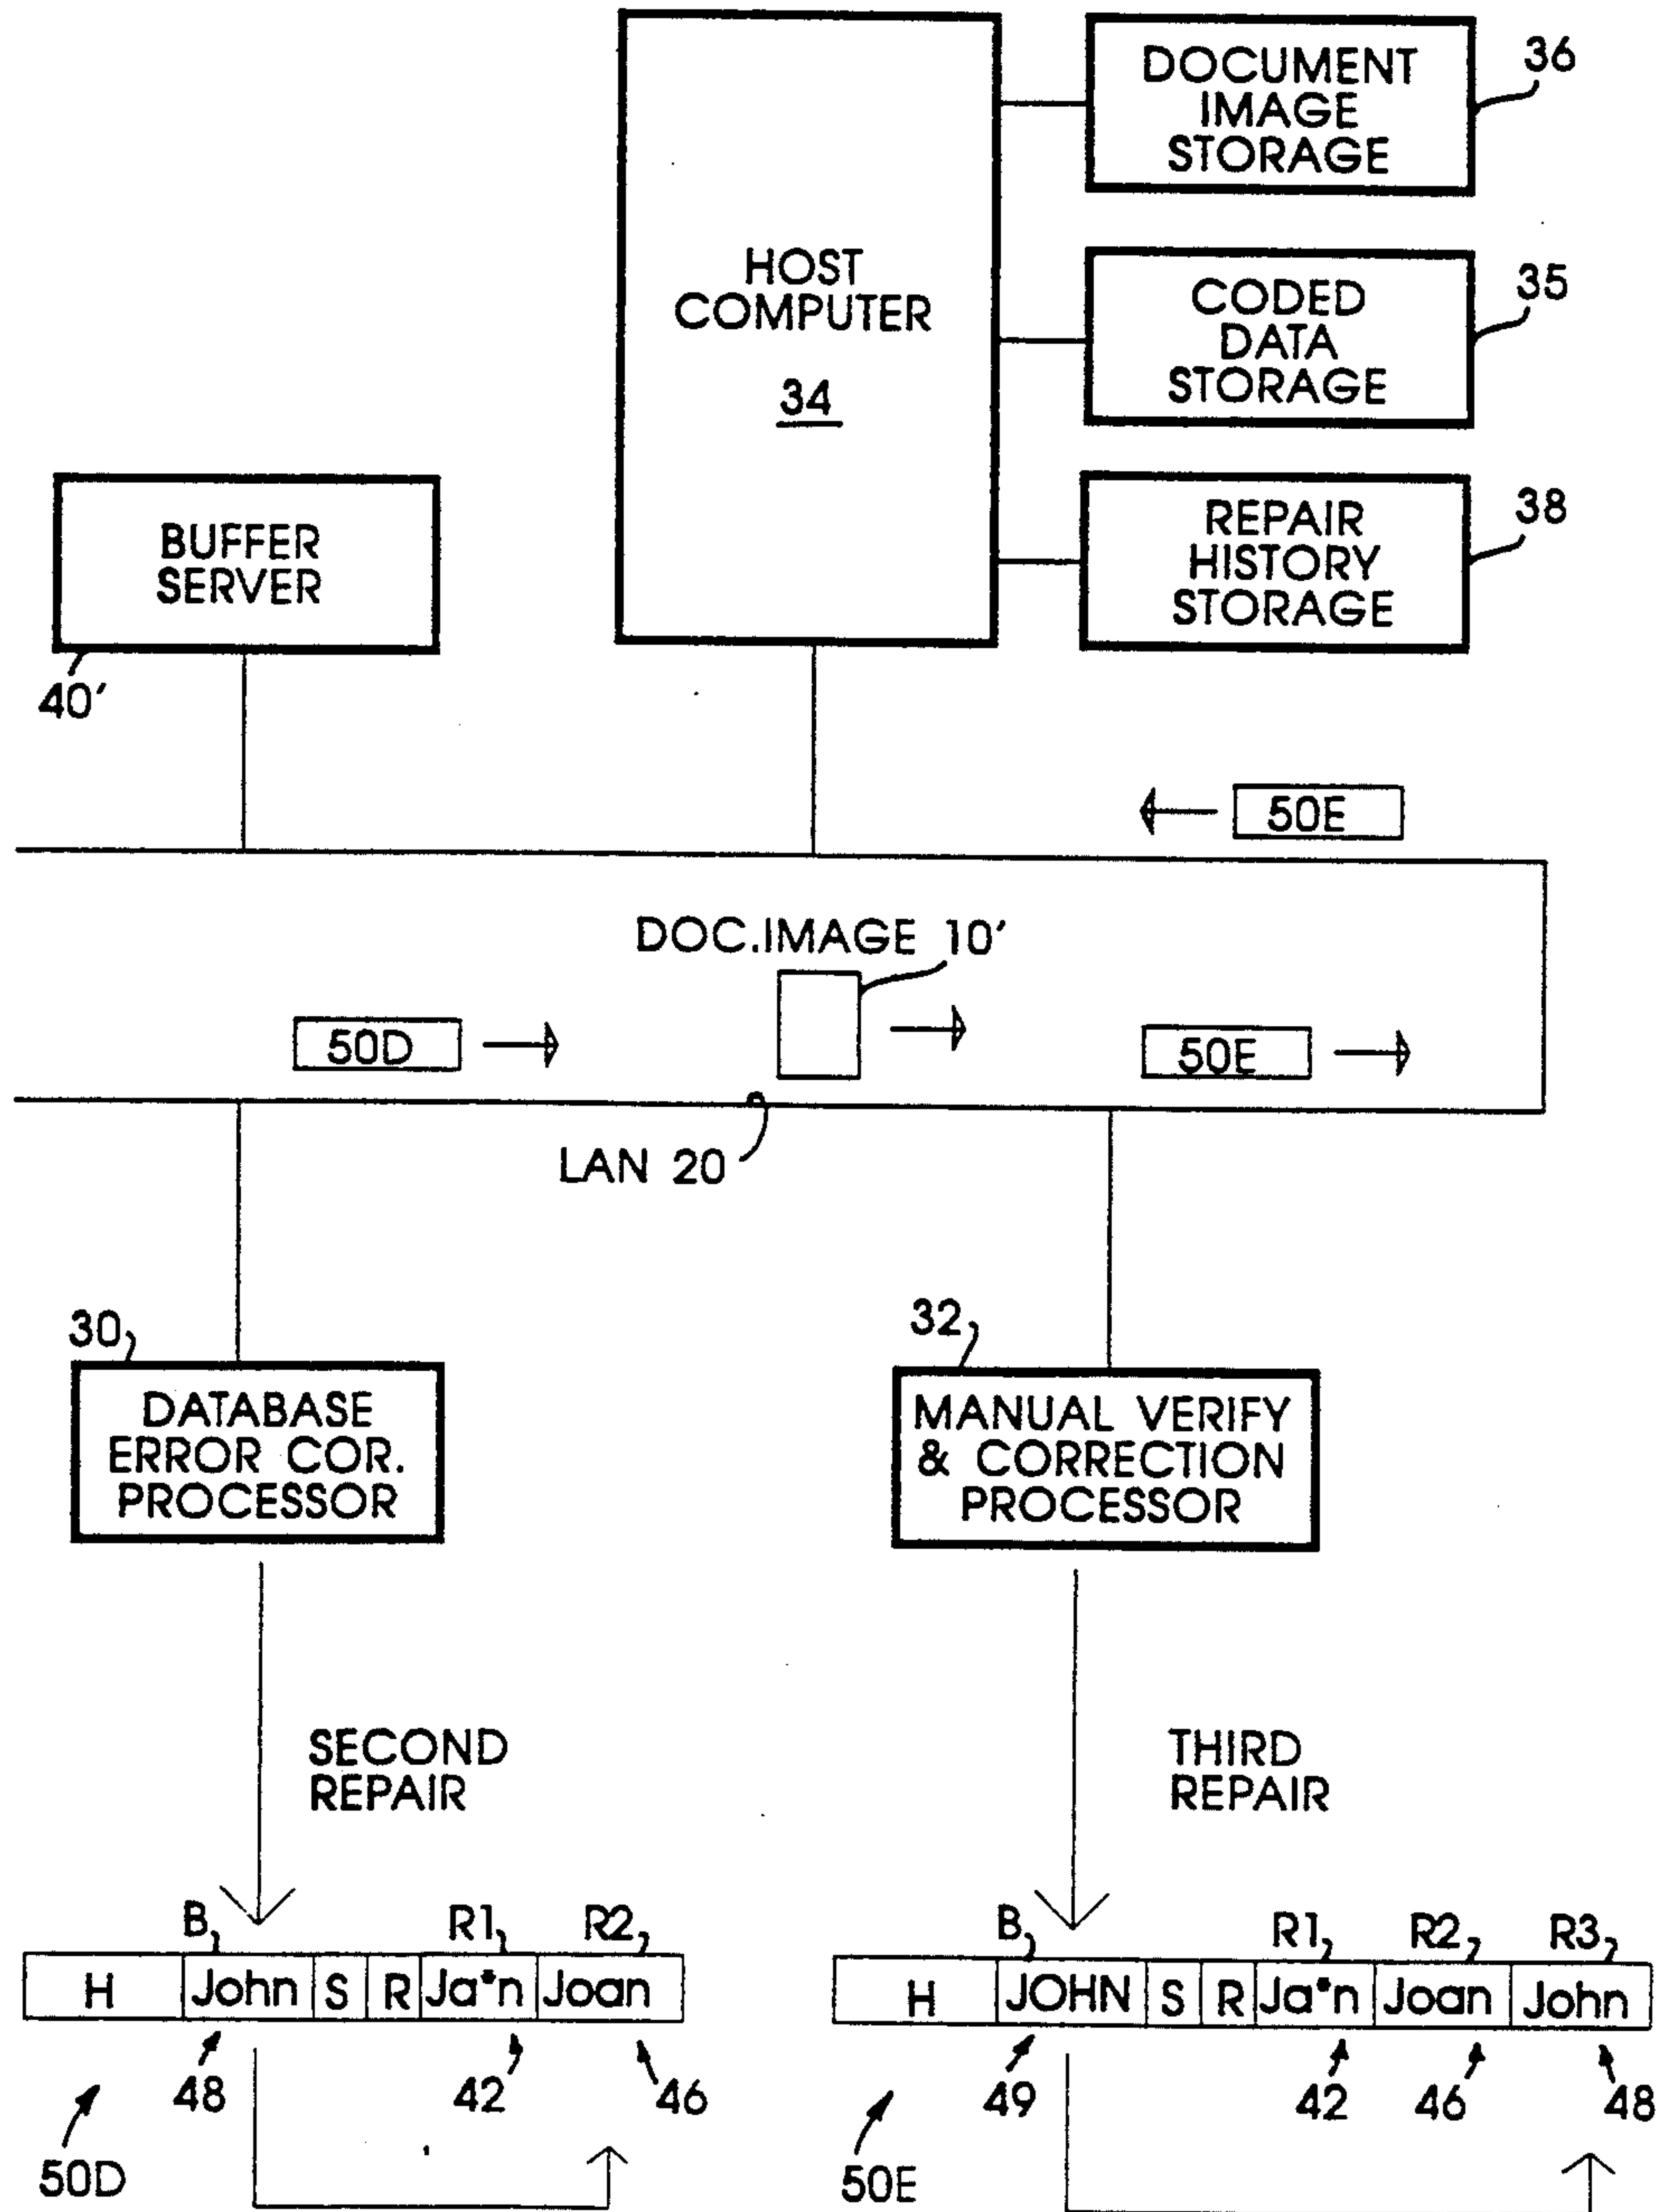 DOCUMENT
IMAGE
STORAGE
36
HOST
COMPUTER
34
CODED
DATA
STORAGE
35
REPAIR
HISTORY
STORAGE
38
BUFFER
SERVER
40'
50E
DOC.IMAGE 10'
50D
50E
LAN 20
30
DATABASE
ERROR COR.
PROCESSOR
32
MANUAL VERIFY
& CORRECTION
PROCESSOR
SECOND
REPAIR
THIRD
REPAIR
B R1 R2
H John S R Ja*n Joan
48 42 46
50D
B R1 R2 R3
H JOHN S R Ja*n Joan John
49 42 46 48
50E